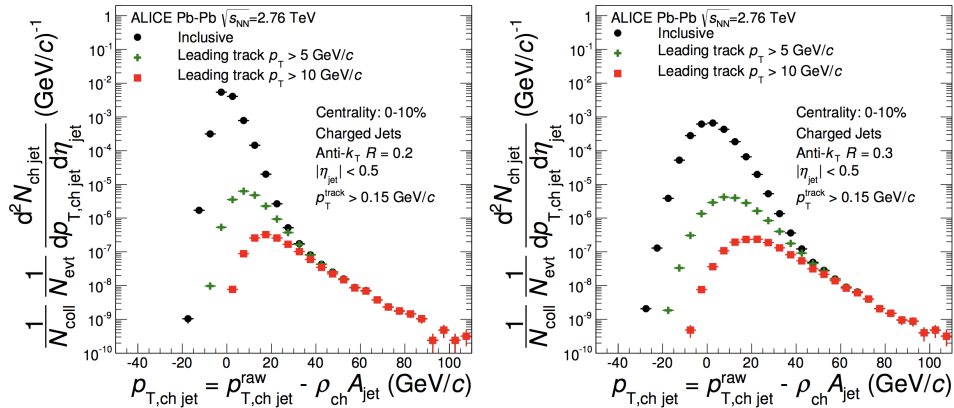 ALICE Pb-Pb √sNN=2.76 TeV
Inclusive
Leading track pT > 5 GeV/c
Leading track pT > 10 GeV/c
Centrality: 0-10%
Charged Jets
Anti-kT R = 0.2
|ηjet| < 0.5
pTtrack > 0.15 GeV/c
1/Ncoll 1/Nevt d2Nch jet/dpT,ch jet dηjet (GeV/c)-1
1
10-1
10-2
10-3
10-4
10-5
10-6
10-7
10-8
10-9
10-10
-40 -20 0 20 40 60 80 100
pT,ch jet = prawT,ch jet - ρch Ajet (GeV/c)
ALICE Pb-Pb √sNN=2.76 TeV
Inclusive
Leading track pT > 5 GeV/c
Leading track pT > 10 GeV/c
Centrality: 0-10%
Charged Jets
Anti-kT R = 0.3
|ηjet| < 0.5
pTtrack > 0.15 GeV/c
1/Ncoll 1/Nevt d2Nch jet/dpT,ch jet dηjet (GeV/c)-1
1
10-1
10-2
10-3
10-4
10-5
10-6
10-7
10-8
10-9
10-10
-40 -20 0 20 40 60 80 100
pT,ch jet = prawT,ch jet - ρch Ajet (GeV/c)